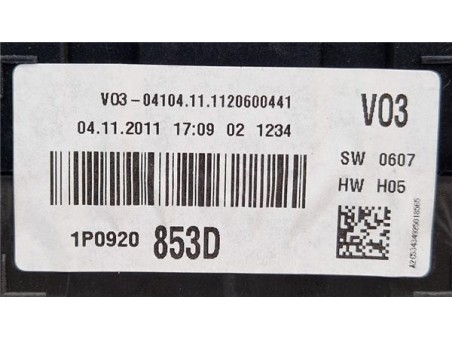 V03-04104.11.1120600441
04.11.2011 17:09 02 1234
1P0920 853D
V03
SW 0607
HW H05